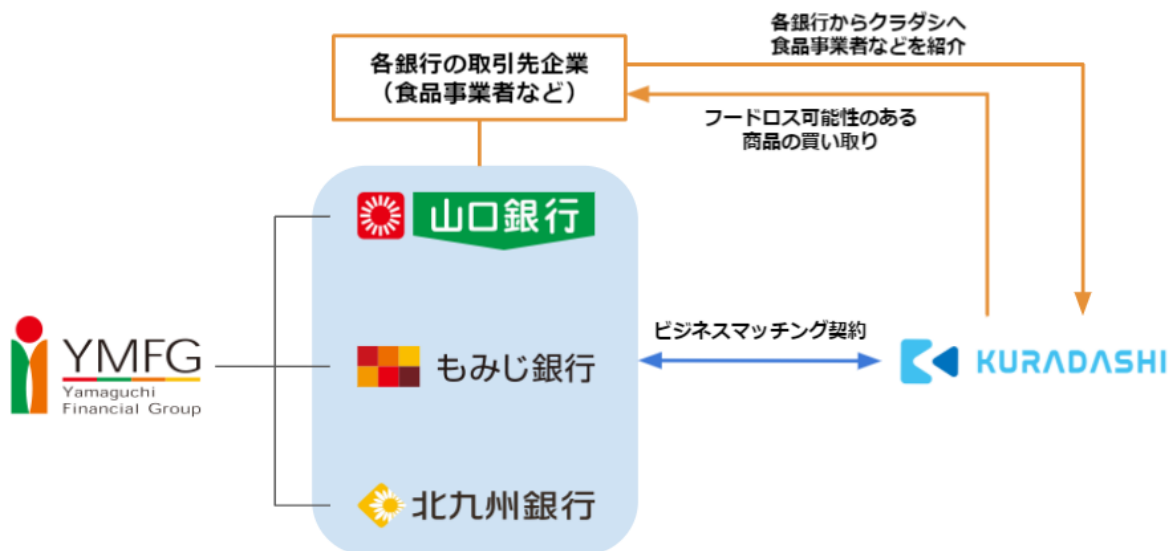 各銀行からクラダシへ
食品事業者などを紹介
各銀行の取引先企業
（食品事業者など）
フードロス可能性のある
商品の買い取り
山口銀行
YMFG
Yamaguchi
Financial Group
もみじ銀行
ビジネスマッチング契約
KURADASHI
北九州銀行